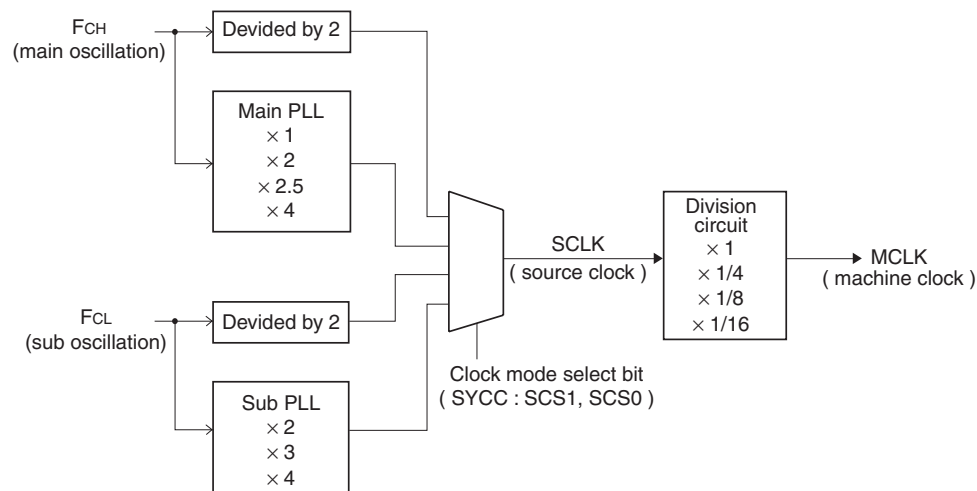 FCH
(main oscillation)
Devided by 2
Main PLL
× 1
× 2
× 2.5
× 4
FCL
(sub oscillation)
Devided by 2
Sub PLL
× 2
× 3
× 4
SCLK
( source clock )
Clock mode select bit
( SYCC : SCS1, SCS0 )
Division
circuit
× 1
× 1/4
× 1/8
× 1/16
MCLK
( machine clock )